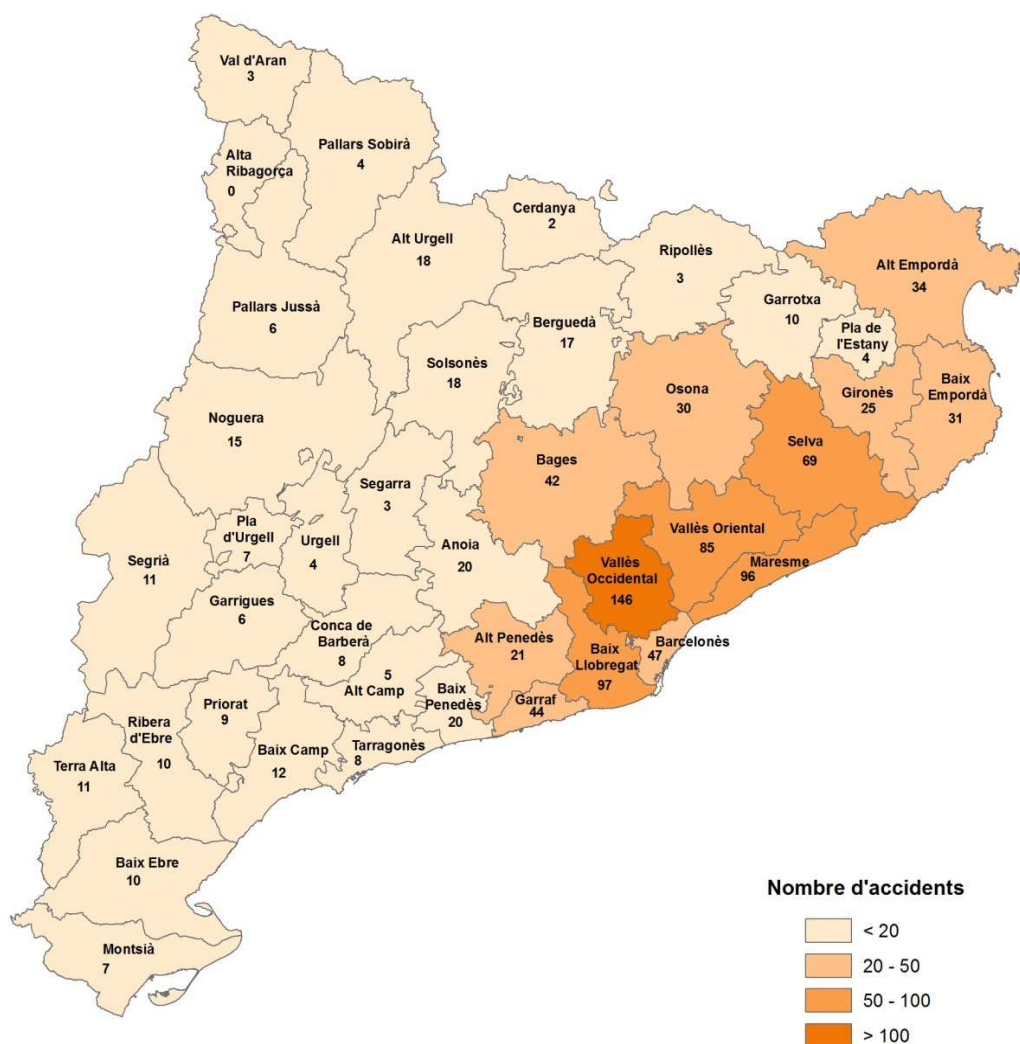 Val d'Aran
3
Pallars Sobirà
4
Alta
Ribagorça
0
Cerdanya
2
Alt Urgell
18
Ripollès
3
Alt Empordà
34
Garrotxa
10
Pallars Jussà
6
Berguedà
17
Pla de
l'Estany
4
Solsonès
18
Osona
30
Gironès
25
Baix
Empordà
31
Noguera
15
Selva
69
Bages
42
Segarra
3
Pla
d'Urgell
7
Urgell
4
Anoia
20
Vallès Oriental
85
Segrià
11
Vallès
Occidental
146
Maresme
96
Garrigues
6
Conca de
Barberà
8
Alt Penedès
21
Baix
Llobregat
97
Barcelonès
47
5
Alt Camp
Baix
Penedès
20
Garraf
44
Priorat
9
Ribera
d'Ebre
10
Baix Camp
12
Tarragonès
8
Terra Alta
11
Baix Ebre
10
Montsià
7
Nombre d'accidents
< 20
20 - 50
50 - 100
> 100